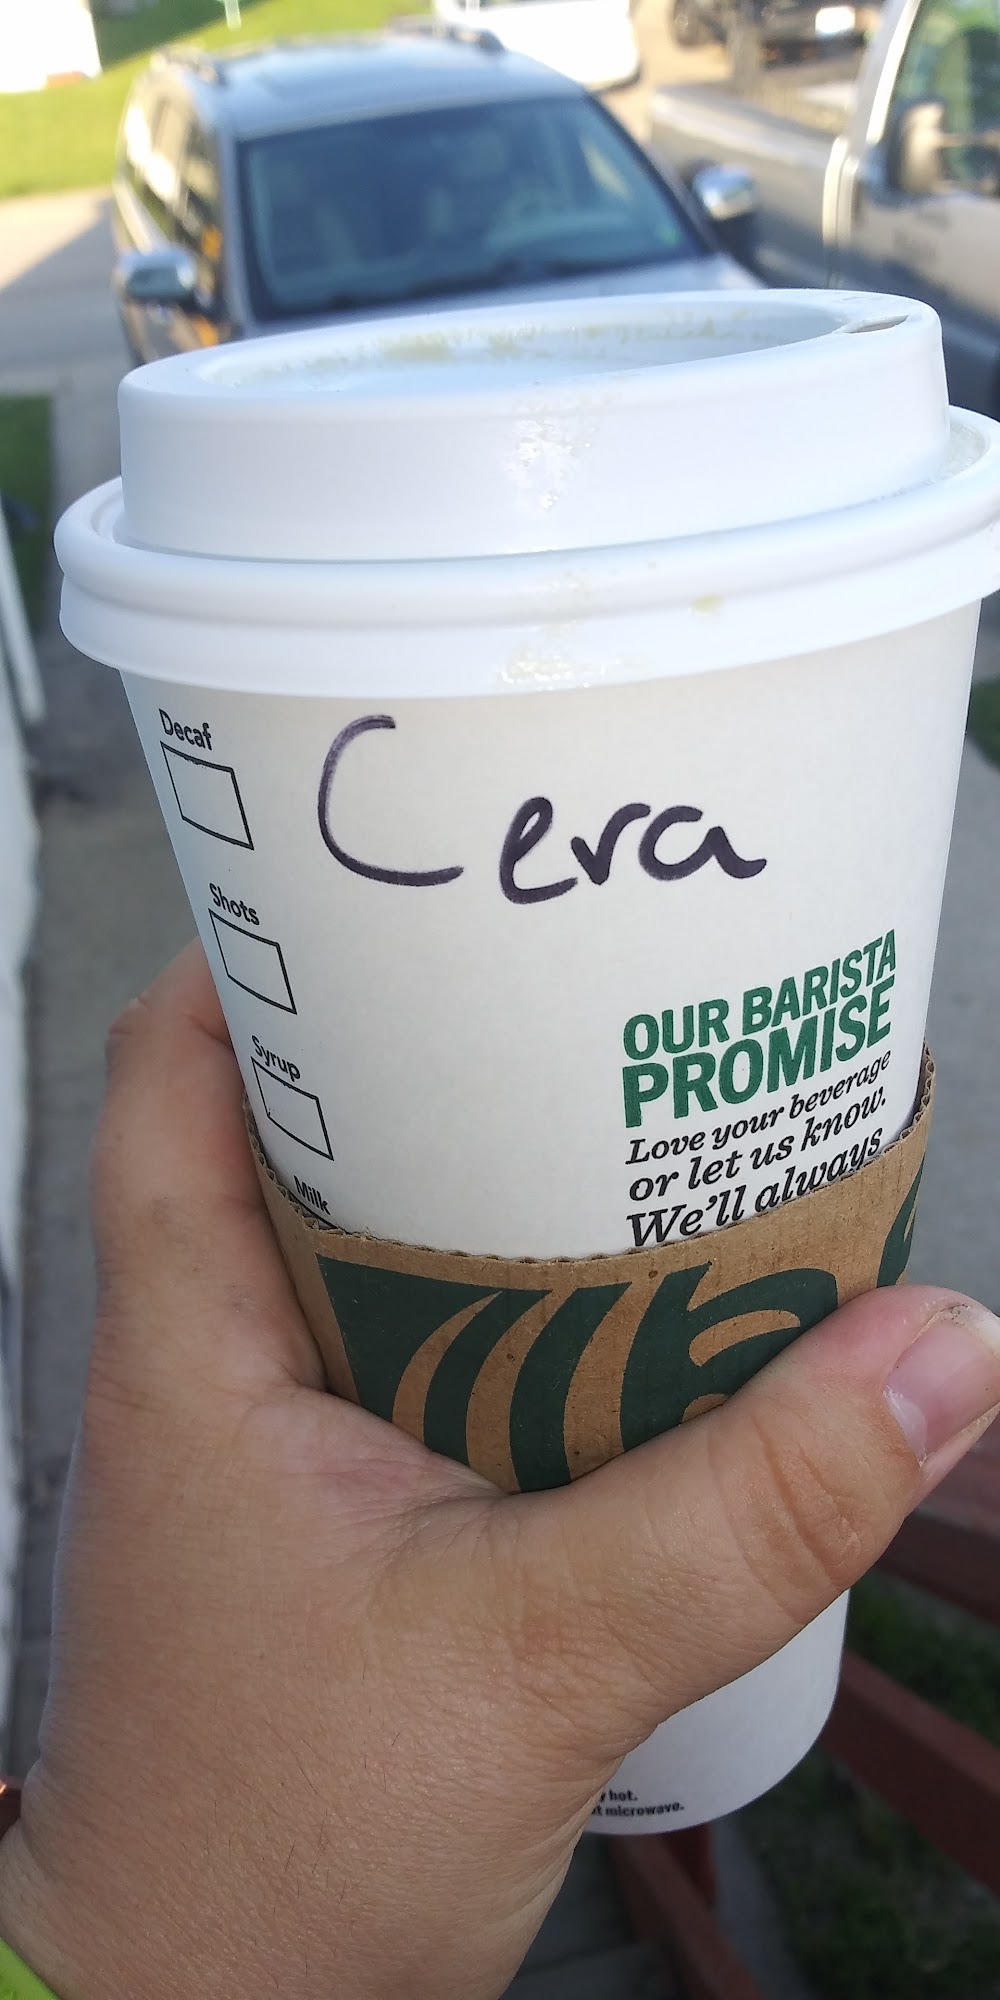 Decaf
Cera
Shots
OUR BARISTA
PROMISE
Syrup
Love your beverage
or let us know.
We'll always
Milk
hot.
microwave.